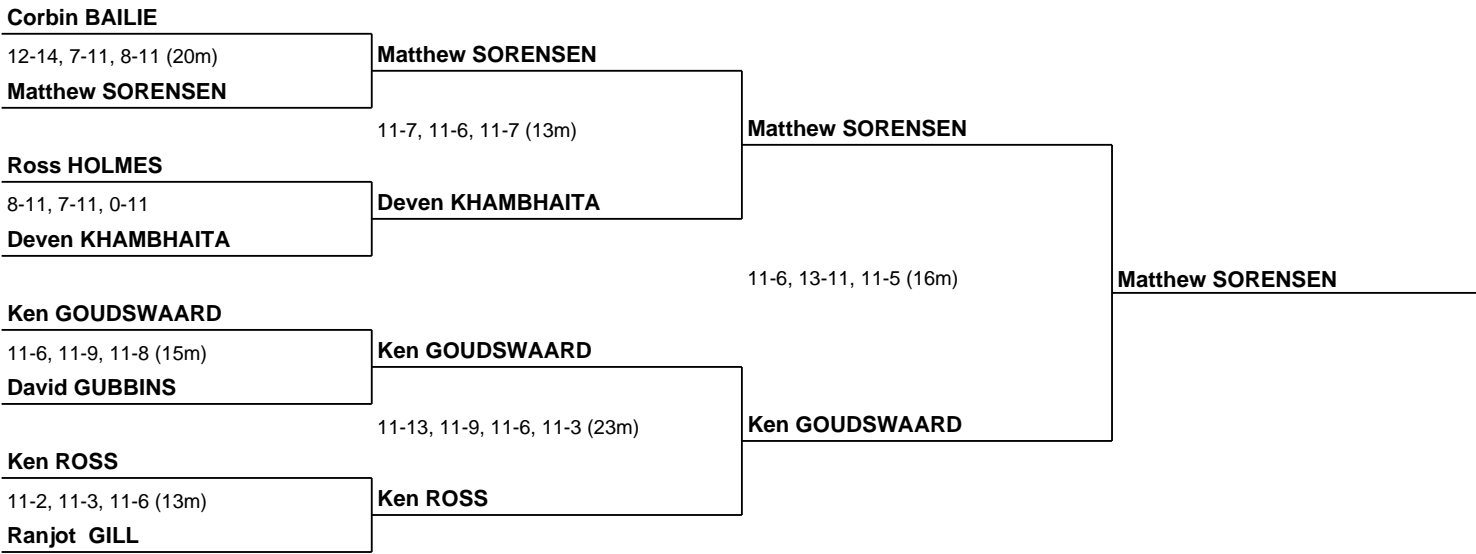 Corbin BAILIE
12-14, 7-11, 8-11 (20m)
Matthew SORENSEN
Matthew SORENSEN
11-7, 11-6, 11-7 (13m)
Matthew SORENSEN
Ross HOLMES
8-11, 7-11, 0-11
Deven KHAMBHAITA
Deven KHAMBHAITA
11-6, 13-11, 11-5 (16m)
Matthew SORENSEN
Ken GOUDSWAARD
11-6, 11-9, 11-8 (15m)
Ken GOUDSWAARD
David GUBBINS
11-13, 11-9, 11-6, 11-3 (23m)
Ken GOUDSWAARD
Ken ROSS
11-2, 11-3, 11-6 (13m)
Ken ROSS
Ranjot  GILL